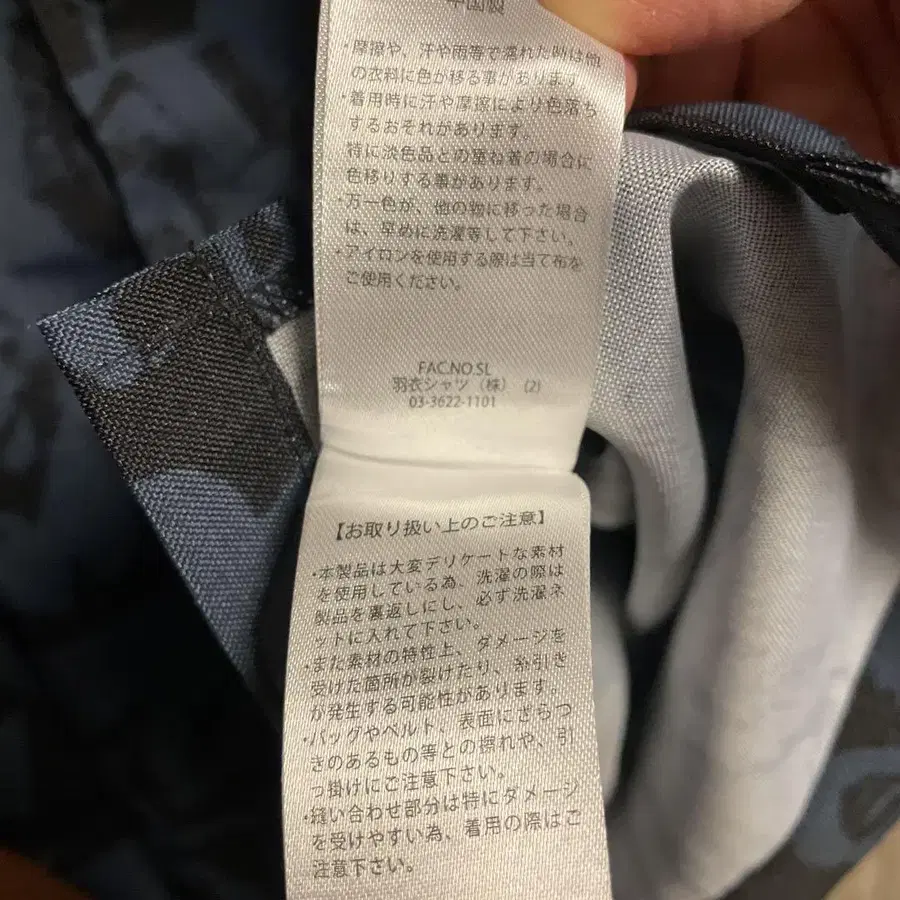 中国製
・摩擦や、汗や雨等で濡れた際は他
の衣料に色が移る事があります。
・着用時に汗や摩擦により色落ち
するおそれがあります。
特に淡色品との重ね着の場合に
色移りする事があります。
・万一色が、他の物に移った場合
は、早めに洗濯等して下さい。
・アイロンを使用する際は当て布を
ご使用ください。
FAC.NO.SL
羽衣シャツ（株） (2)
03-3622-1101
【お取り扱い上のご注意】
・本製品は大変デリケートな素材
を使用している為、洗濯の際は
製品を裏返しにし、必ず洗濯ネ
ットに入れて下さい。
・また素材の特性上、ダメージを
受けた箇所が裂けたり、糸引き
が発生する可能性があります。
・バッグやベルト、表面にざらつ
きのあるもの等との擦れや、引
っ掛けにご注意下さい。
・縫い合わせ部分は特にダメージ
を受けやすい為、着用の際はご
注意下さい。